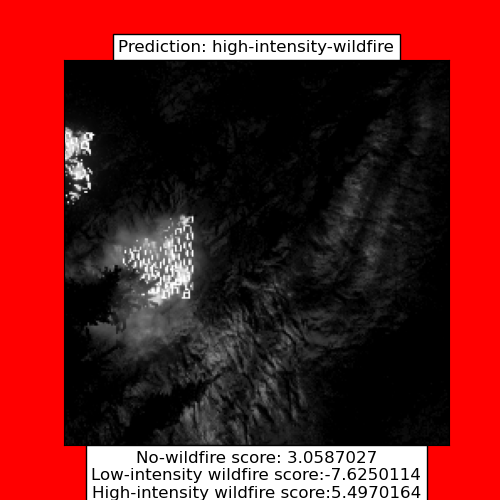 Prediction: high-intensity-wildfire
No-wildfire score: 3.0587027
Low-intensity wildfire score:-7.6250114
High-intensity wildfire score:5.4970164